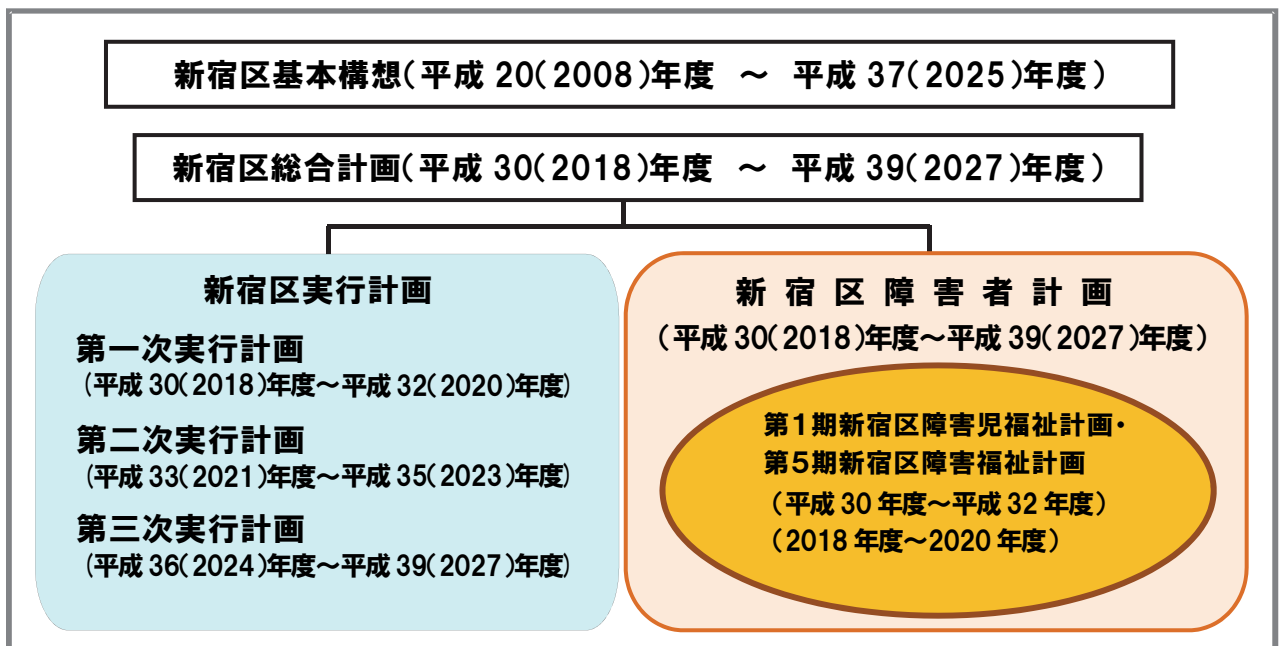 新宿区基本構想(平成 20(2008)年度 ～ 平成 37(2025)年度)
新宿区総合計画(平成 30(2018)年度 ～ 平成 39(2027)年度)
新宿区実行計画
第一次実行計画
(平成 30(2018)年度～平成 32(2020)年度)
第二次実行計画
(平成 33(2021)年度～平成 35(2023)年度)
第三次実行計画
(平成 36(2024)年度～平成 39(2027)年度)
新宿区障害者計画
(平成 30(2018)年度～平成 39(2027)年度)
第1期新宿区障害児福祉計画・
第5期新宿区障害福祉計画
(平成 30 年度～平成 32 年度)
(2018 年度～2020 年度)